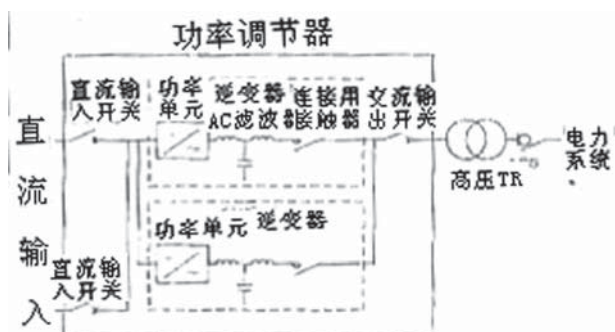 功率调节器
直流输入开关
功率单元
逆变器
AC滤波器
连接用接触器
交流输出开关
直流输入
高压TR
电力系统
功率单元
逆变器
直流输入开关